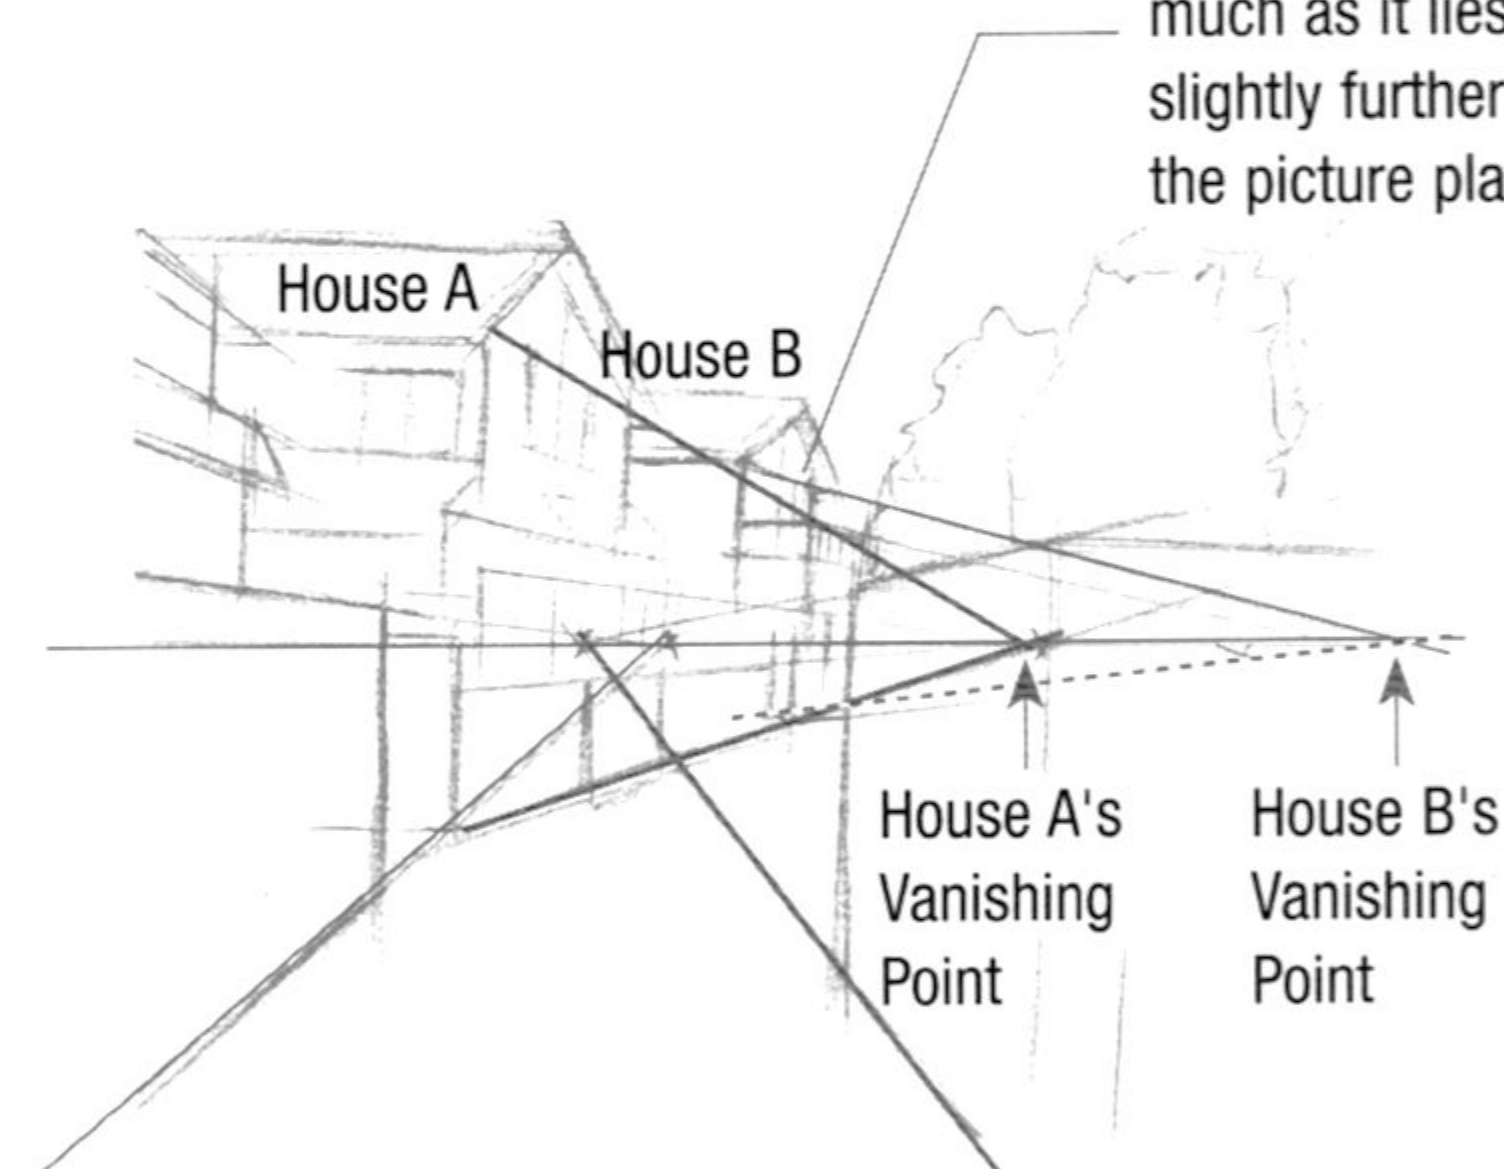 much as it lies
slightly further
the picture pla
House A
House B
House A's
Vanishing
Point
House B's
Vanishing
Point